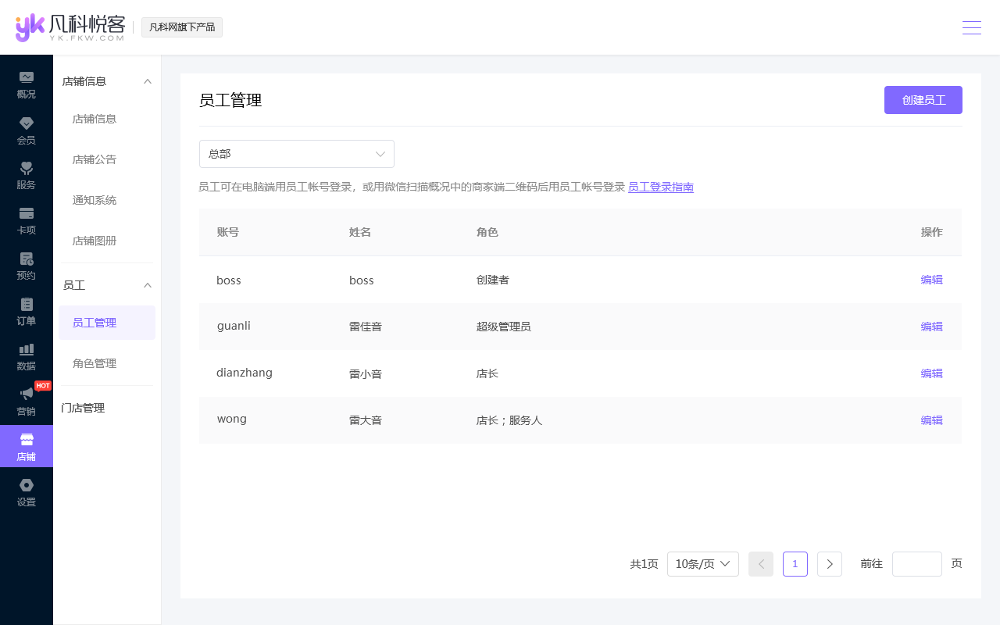 yk 凡科悦客
YK.FKW.COM
凡科网旗下产品
概况
会员
服务
卡项
预约
订单
数据
HOT
营销
店铺
设置
店铺信息
店铺信息
店铺公告
通知系统
店铺图册
员工
员工管理
角色管理
门店管理
员工管理
创建员工
总部
员工可在电脑端用员工帐号登录，或用微信扫描概况中的商家端二维码后用员工帐号登录 员工登录指南
账号 姓名 角色 操作
boss boss 创建者 编辑
guanli 雷佳音 超级管理员 编辑
dianzhang 雷小音 店长 编辑
wong 雷大音 店长；服务人 编辑
共1页 10条/页 1 前往 页